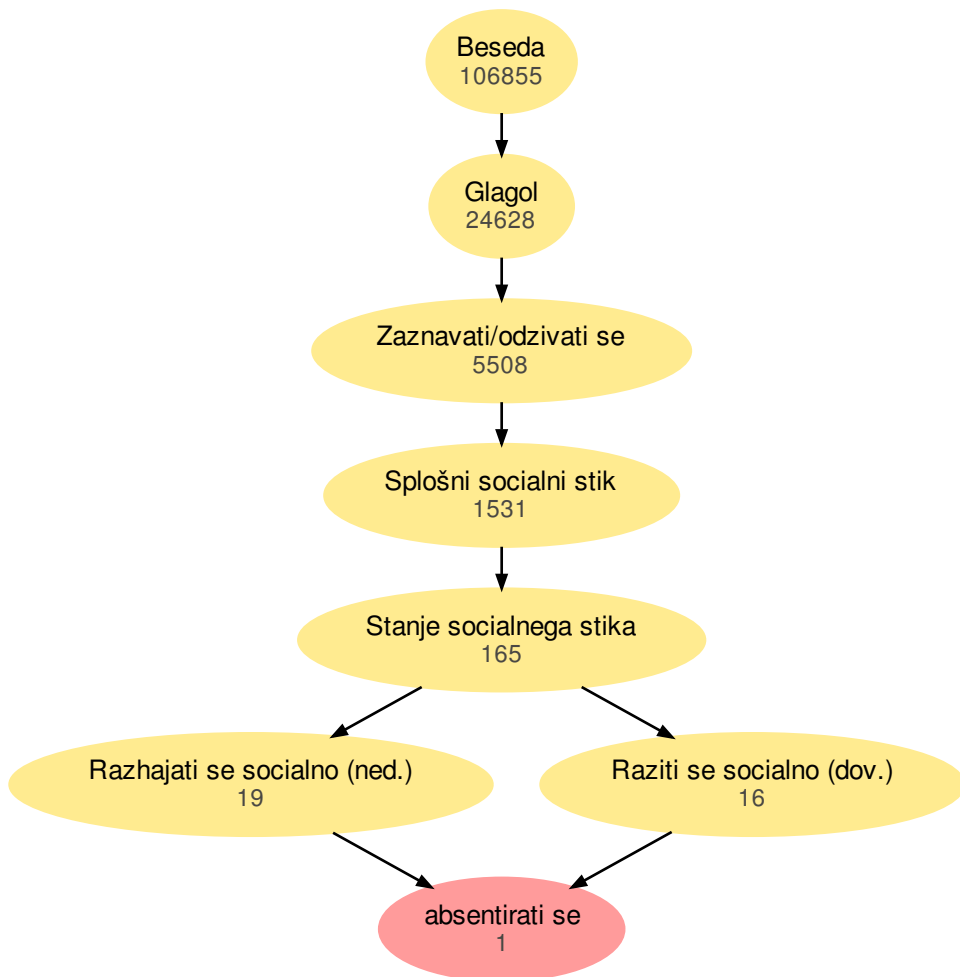 Beseda
106855
Glagol
24628
Zaznavati/odzivati se
5508
Splošni socialni stik
1531
Stanje socialnega stika
165
Razhajati se socialno (ned.)
19
Raziti se socialno (dov.)
16
absentirati se
1